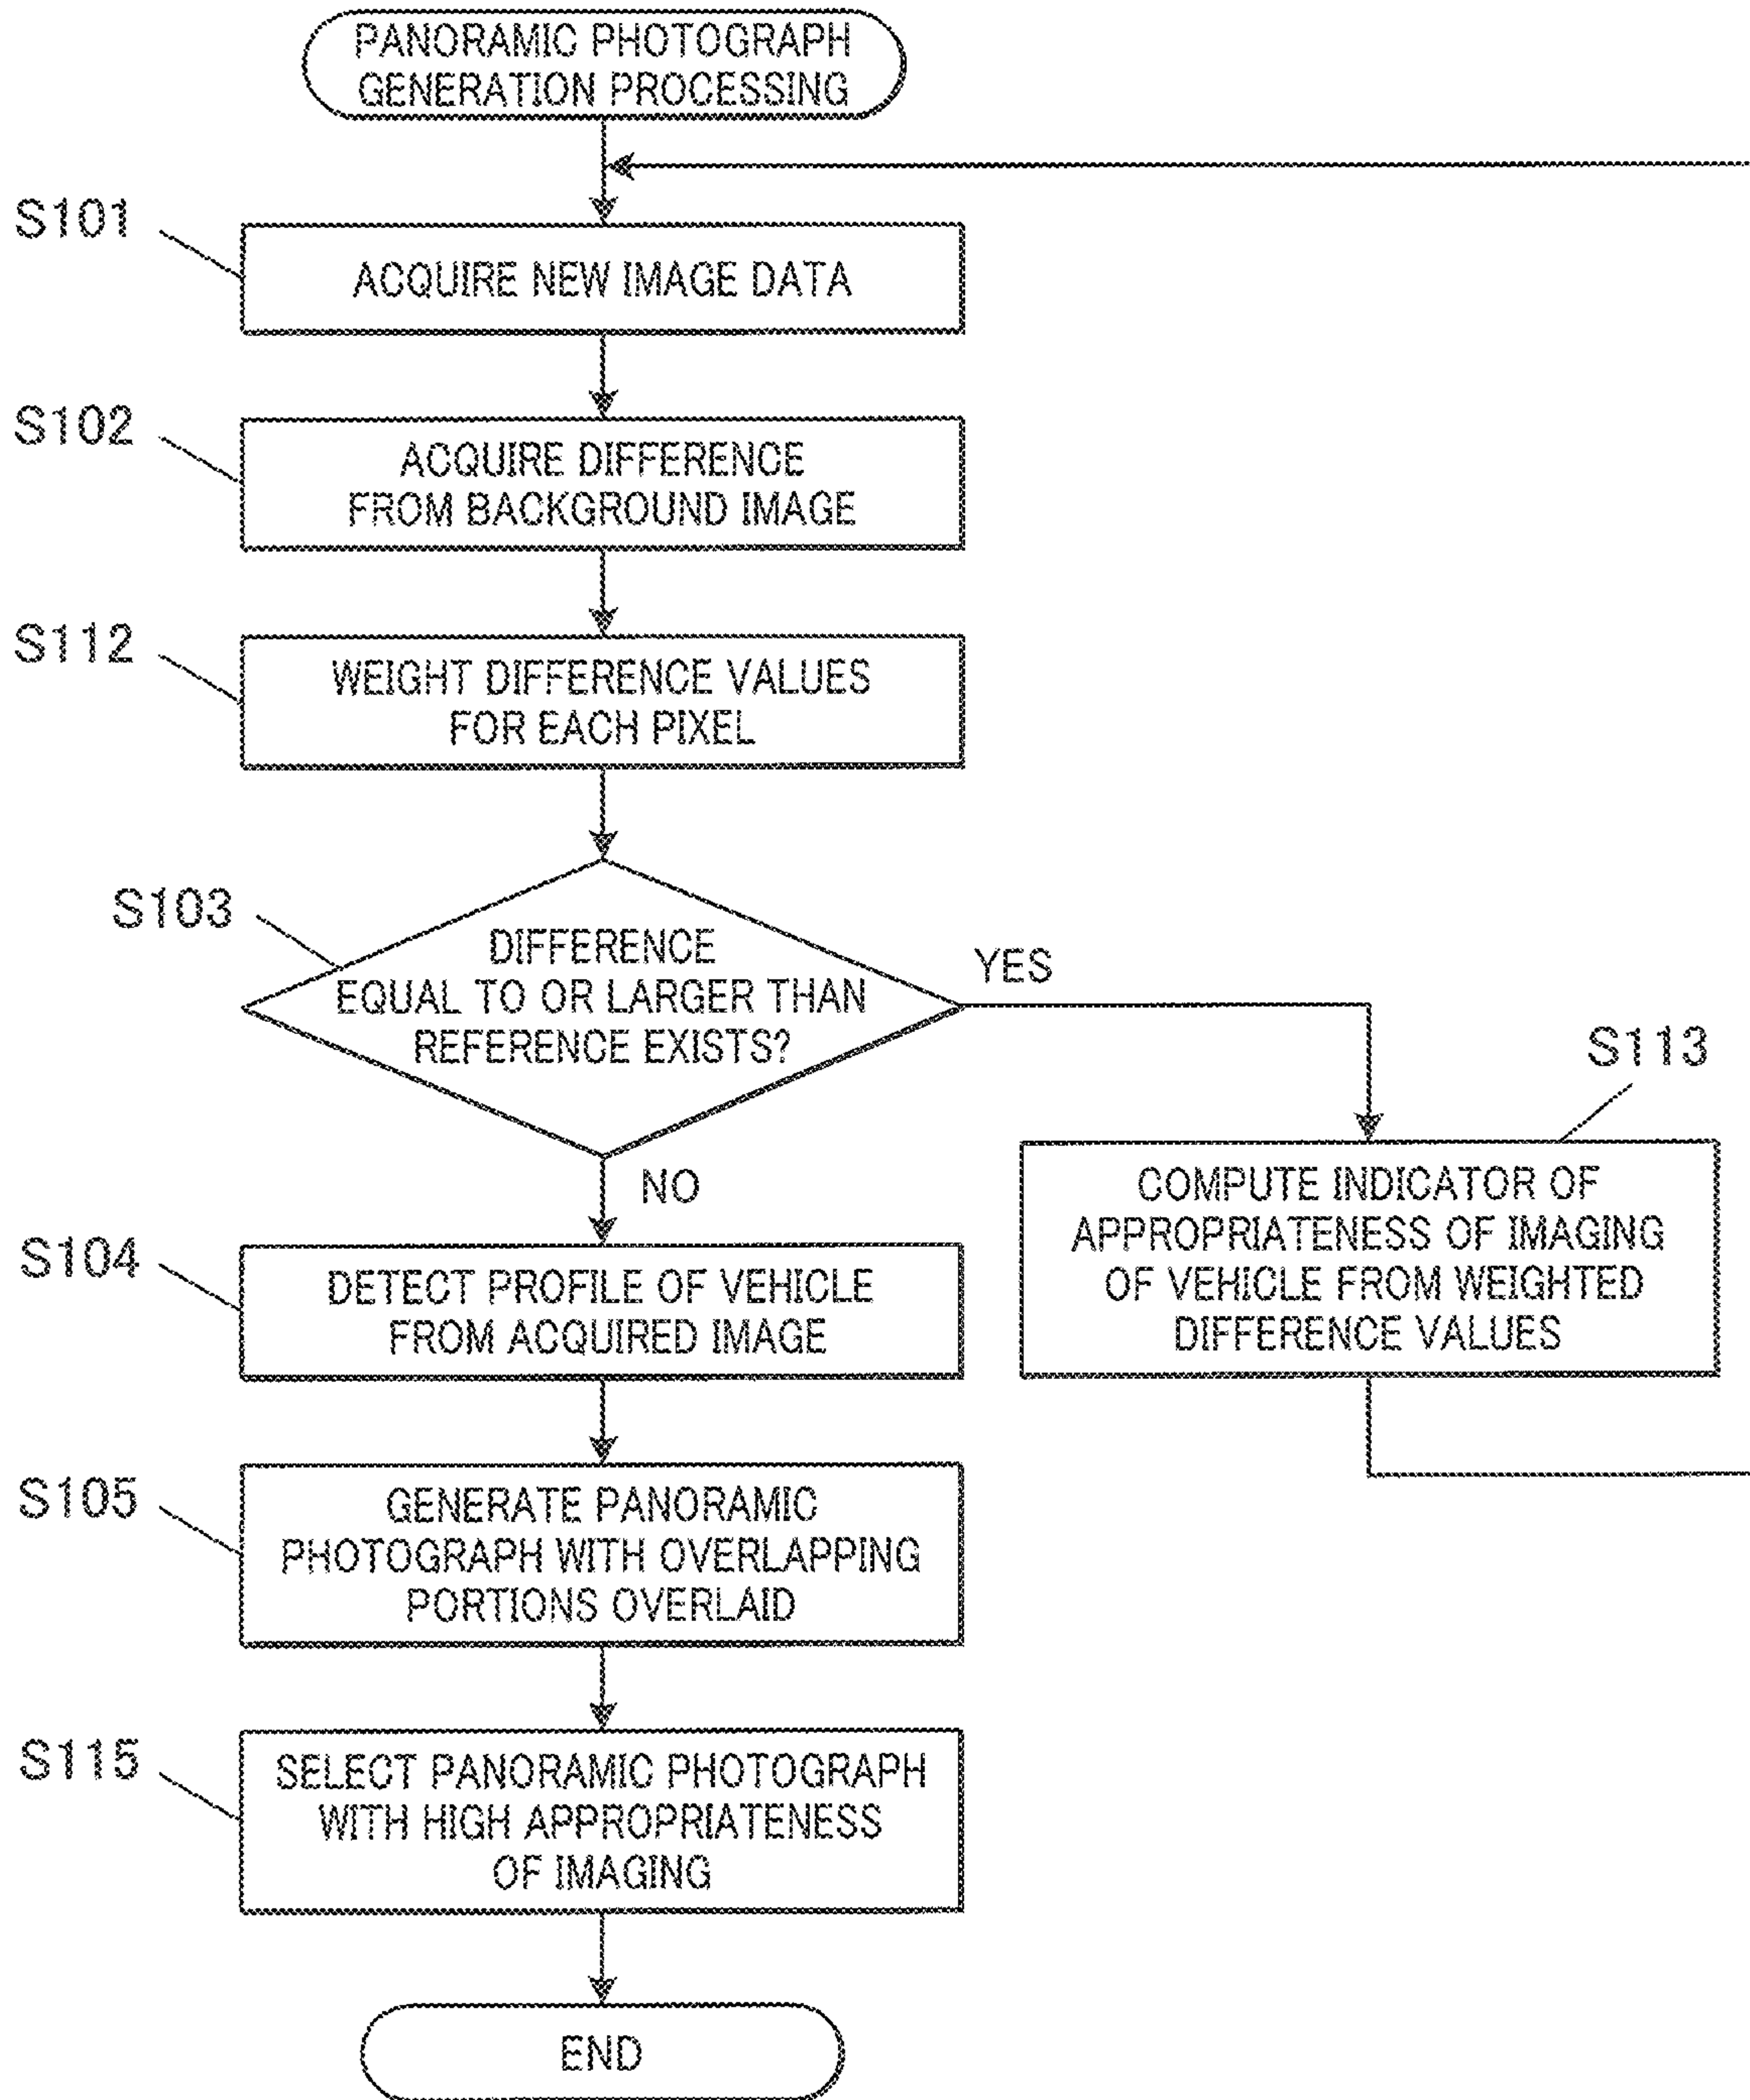 PANORAMIC PHOTOGRAPH
GENERATION PROCESSING
S101
ACQUIRE NEW IMAGE DATA
S102
ACQUIRE DIFFERENCE
FROM BACKGROUND IMAGE
S112
WEIGHT DIFFERENCE VALUES
FOR EACH PIXEL
S103
DIFFERENCE
EQUAL TO OR LARGER THAN
REFERENCE EXISTS?
YES
NO
S113
COMPUTE INDICATOR OF
APPROPRIATENESS OF IMAGING
OF VEHICLE FROM WEIGHTED
DIFFERENCE VALUES
S104
DETECT PROFILE OF VEHICLE
FROM ACQUIRED IMAGE
S105
GENERATE PANORAMIC
PHOTOGRAPH WITH OVERLAPPING
PORTIONS OVERLAID
S115
SELECT PANORAMIC PHOTOGRAPH
WITH HIGH APPROPRIATENESS
OF IMAGING
END